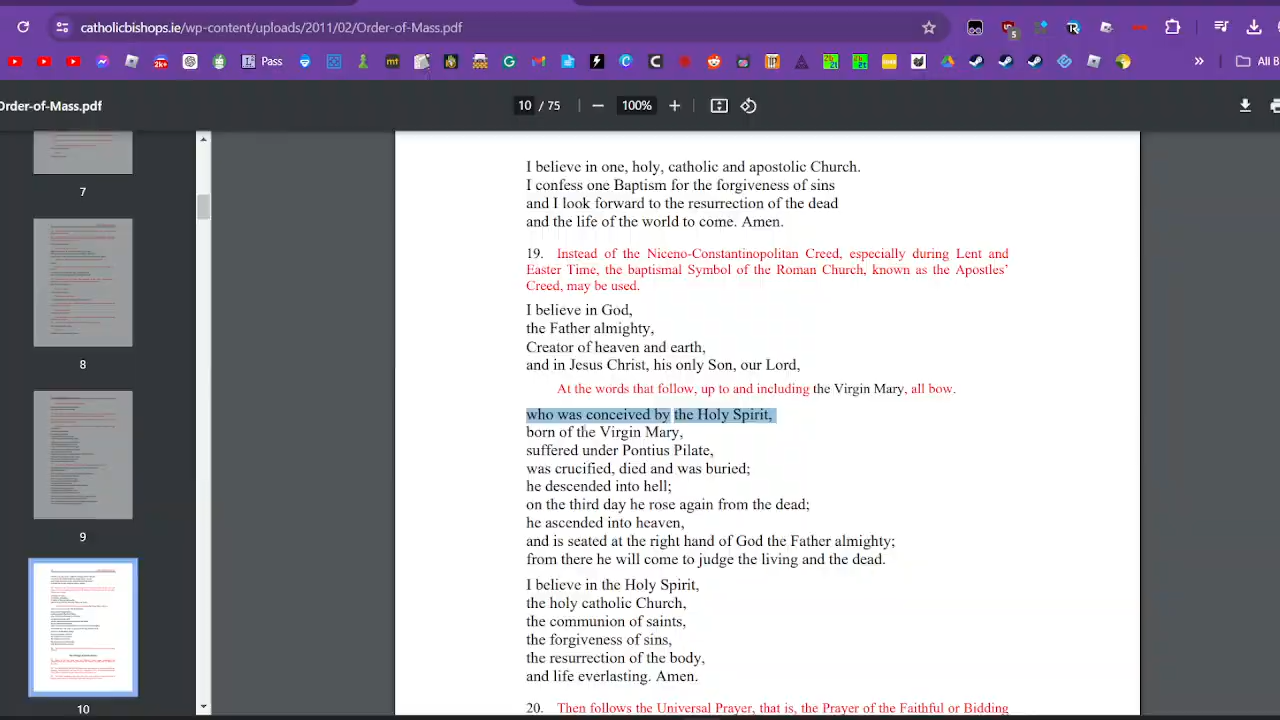 catholicbishops.ie/wp-content/uploads/2011/02/Order-of-Mass.pdf
5
2k+
Pass
mt
All B
Order-of-Mass.pdf
10 / 75
100%
7
8
9
10
I believe in one, holy, catholic and apostolic Church.
I confess one Baptism for the forgiveness of sins
and I look forward to the resurrection of the dead
and the life of the world to come. Amen.
19. Instead of the Niceno-Constantinopolitan Creed, especially during Lent and
Easter Time, the baptismal Symbol of the Roman Church, known as the Apostles’
Creed, may be used.
I believe in God,
the Father almighty,
Creator of heaven and earth,
and in Jesus Christ, his only Son, our Lord,
At the words that follow, up to and including the Virgin Mary, all bow.
who was conceived by the Holy Spirit,
born of the Virgin Mary,
suffered under Pontius Pilate,
was crucified, died and was buried;
he descended into hell;
on the third day he rose again from the dead;
he ascended into heaven,
and is seated at the right hand of God the Father almighty;
from there he will come to judge the living and the dead.
I believe in the Holy Spirit,
the holy catholic Church,
the communion of saints,
the forgiveness of sins,
the resurrection of the body,
and life everlasting. Amen.
20. Then follows the Universal Prayer, that is, the Prayer of the Faithful or Bidding